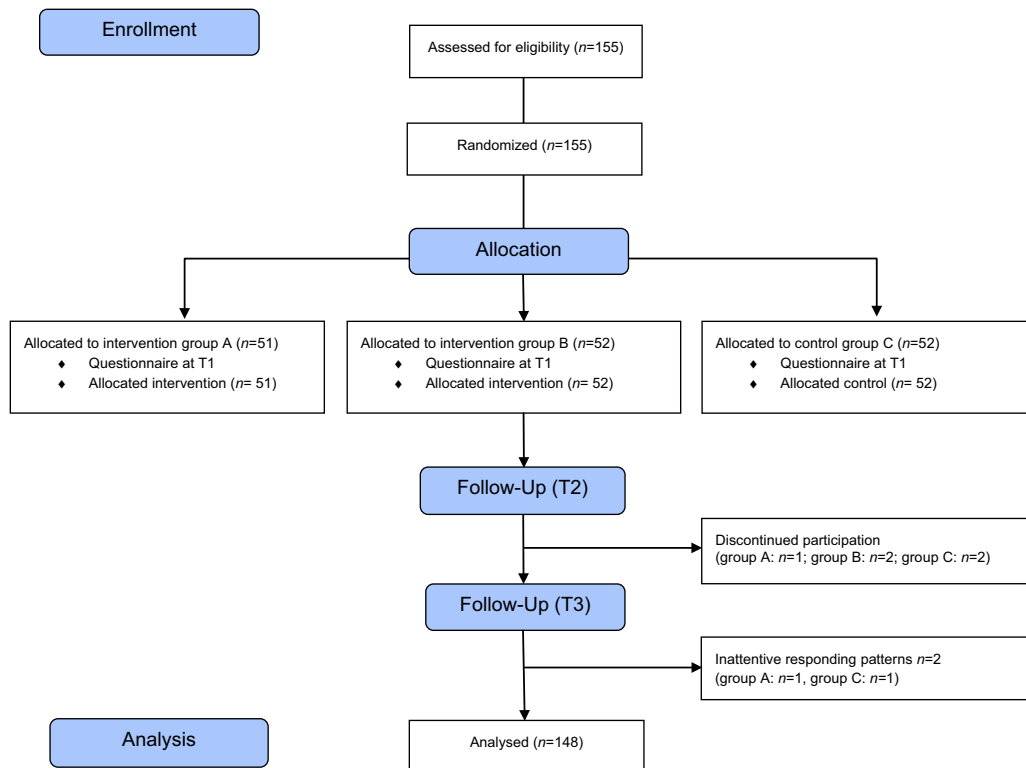 Enrollment
Assessed for eligibility (n=155)
Randomized (n=155)
Allocation
Allocated to intervention group A (n=51)
♦ Questionnaire at T1
♦ Allocated intervention (n= 51)
Allocated to intervention group B (n=52)
♦ Questionnaire at T1
♦ Allocated intervention (n= 52)
Allocated to control group C (n=52)
♦ Questionnaire at T1
♦ Allocated control (n= 52)
Follow-Up (T2)
Discontinued participation
(group A: n=1; group B: n=2; group C: n=2)
Follow-Up (T3)
Inattentive responding patterns n=2
(group A: n=1, group C: n=1)
Analysis
Analysed (n=148)